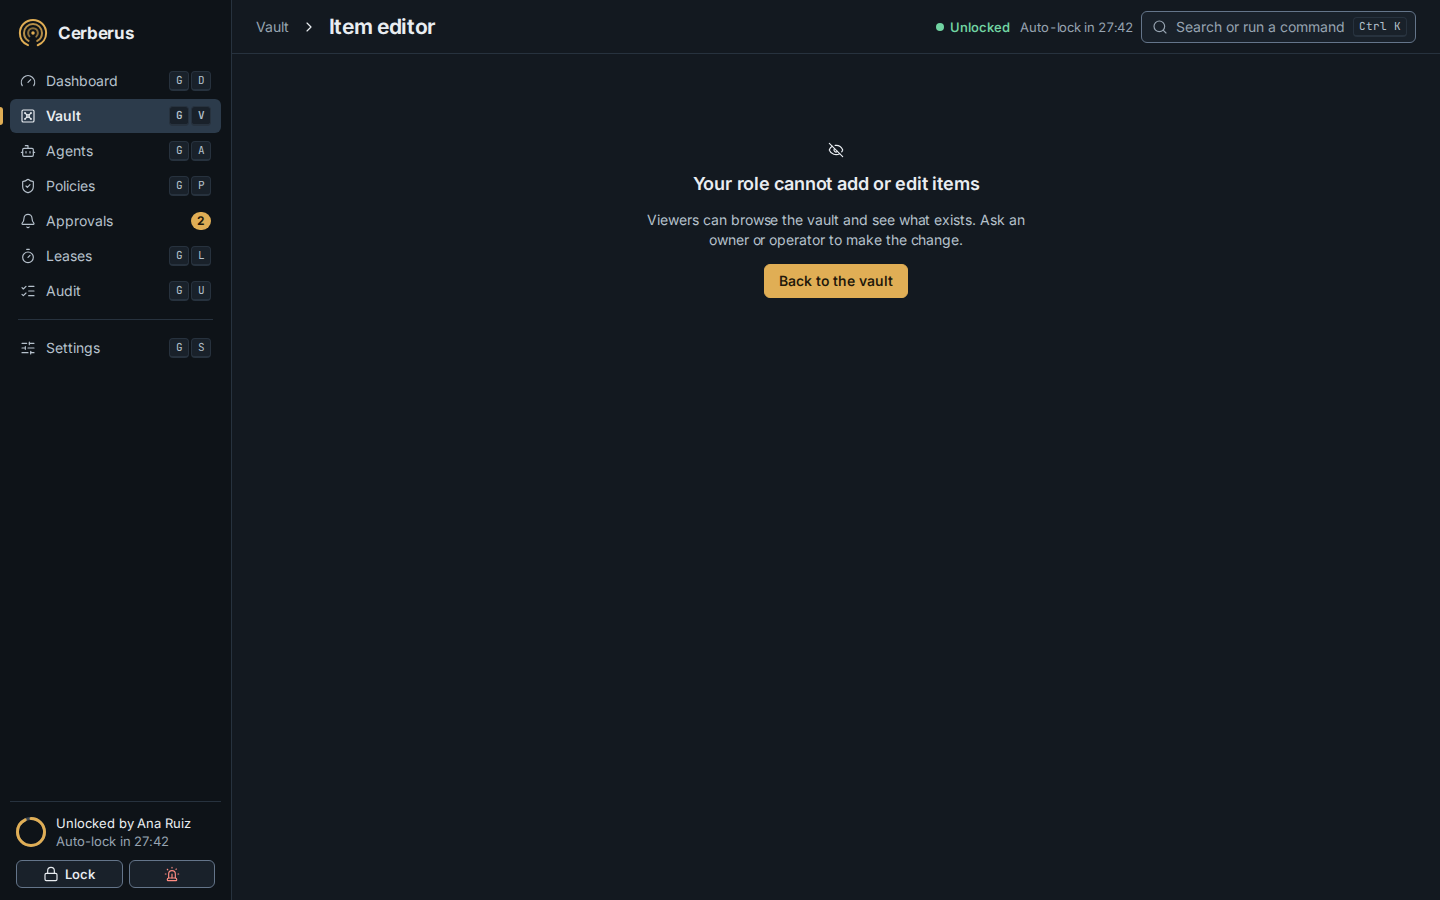 Cerberus
Dashboard G D
Vault G V
Agents G A
Policies G P
Approvals 2
Leases G L
Audit G U
Settings G S
Unlocked by Ana Ruiz
Auto-lock in 27:42
Lock
Vault Item editor
Unlocked Auto-lock in 27:42 Search or run a command Ctrl K
Your role cannot add or edit items
Viewers can browse the vault and see what exists. Ask an
owner or operator to make the change.
Back to the vault